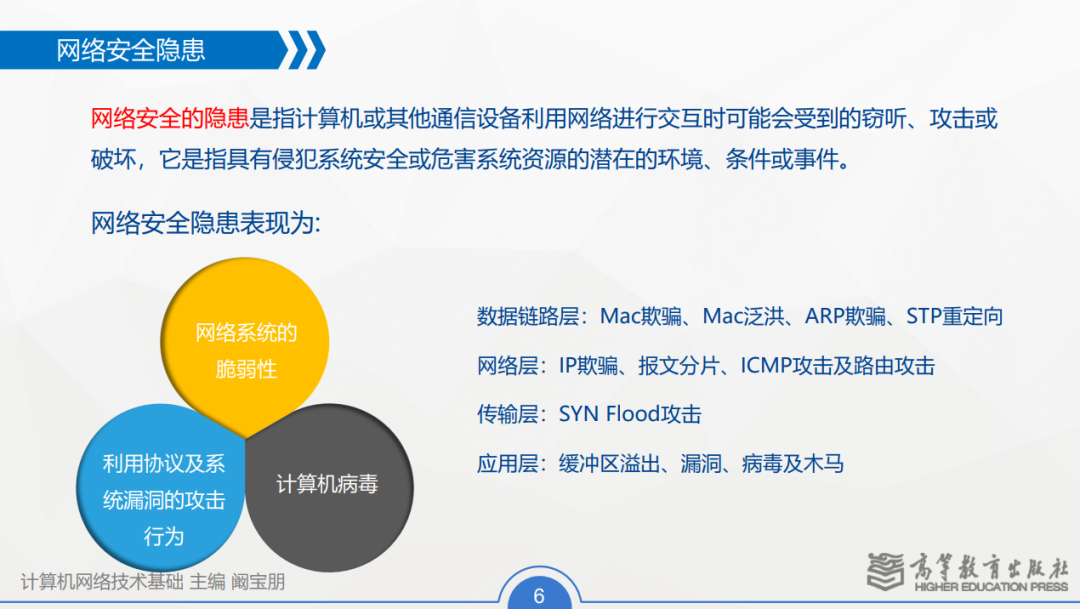 网络安全隐患
网络安全的隐患是指计算机或其他通信设备利用网络进行交互时可能会受到的窃听、攻击或
破坏，它是指具有侵犯系统安全或危害系统资源的潜在的环境、条件或事件。
网络安全隐患表现为:
网络系统的
脆弱性
利用协议及系
统漏洞的攻击
行为
计算机病毒
数据链路层：Mac欺骗、Mac泛洪、ARP欺骗、STP重定向
网络层：IP欺骗、报文分片、ICMP攻击及路由攻击
传输层：SYN Flood攻击
应用层：缓冲区溢出、漏洞、病毒及木马
计算机网络技术基础 主编 阚宝朋
6
高等教育出版社
HIGHER EDUCATION PRESS